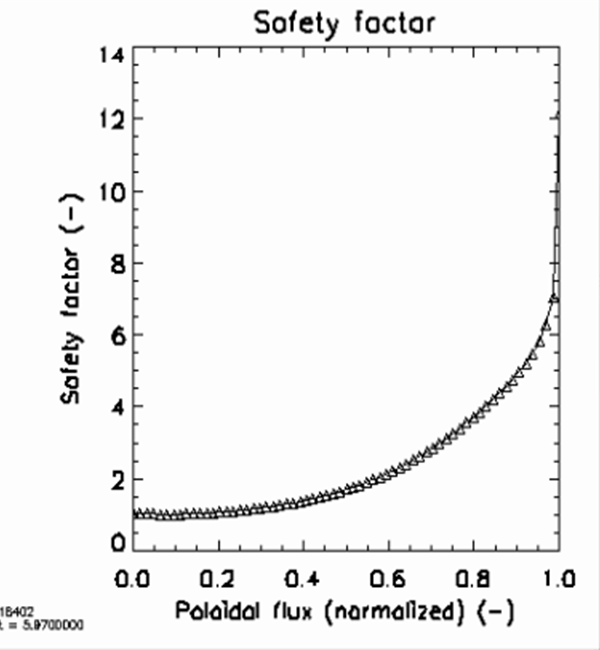 Safety factor
14
12
10
8
6
4
2
0
Safety factor (-)
0.0 0.2 0.4 0.6 0.8 1.0
Poloidal flux (normalized) (-)
18402
t = 5.9700000